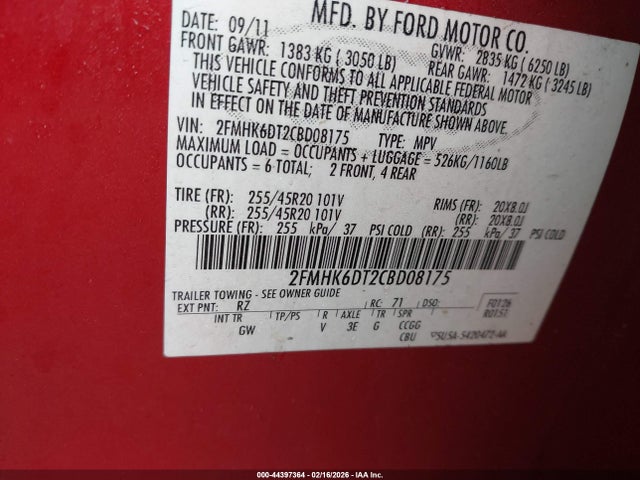 MFD. BY FORD MOTOR CO.
DATE: 09/11 GVWR: 2835 KG ( 6250 LB)
FRONT GAWR: 1383 KG ( 3050 LB) REAR GAWR: 1472 KG ( 3245 LB)
THIS VEHICLE CONFORMS TO ALL APPLICABLE FEDERAL MOTOR
VEHICLE SAFETY AND THEFT PREVENTION STANDARDS
IN EFFECT ON THE DATE OF MANUFACTURE SHOWN ABOVE.
VIN: 2FMHK6DT2CBD08175 TYPE: MPV
MAXIMUM LOAD = OCCUPANTS + LUGGAGE = 526KG/1160LB
OCCUPANTS = 6 TOTAL; 2 FRONT, 4 REAR
TIRE (FR): 255/45R20 101V RIMS (FR): 20X8.0J
(RR): 255/45R20 101V (RR): 20X8.0J
PRESSURE (FR): 255 kPa/ 37 PSI COLD (RR): 255 kPa/ 37 PSI COLD
2FMHK6DT2CBD08175
TRAILER TOWING - SEE OWNER GUIDE
EXT PNT: RZ RC: 71 DSO: F0126
INT TR TP/PS R AXLE TR SPR R0151
GW V 3E G CCGG
CBU PSU5A-5420472-AA
000-44397364 - 02/16/2026 - IAA Inc.